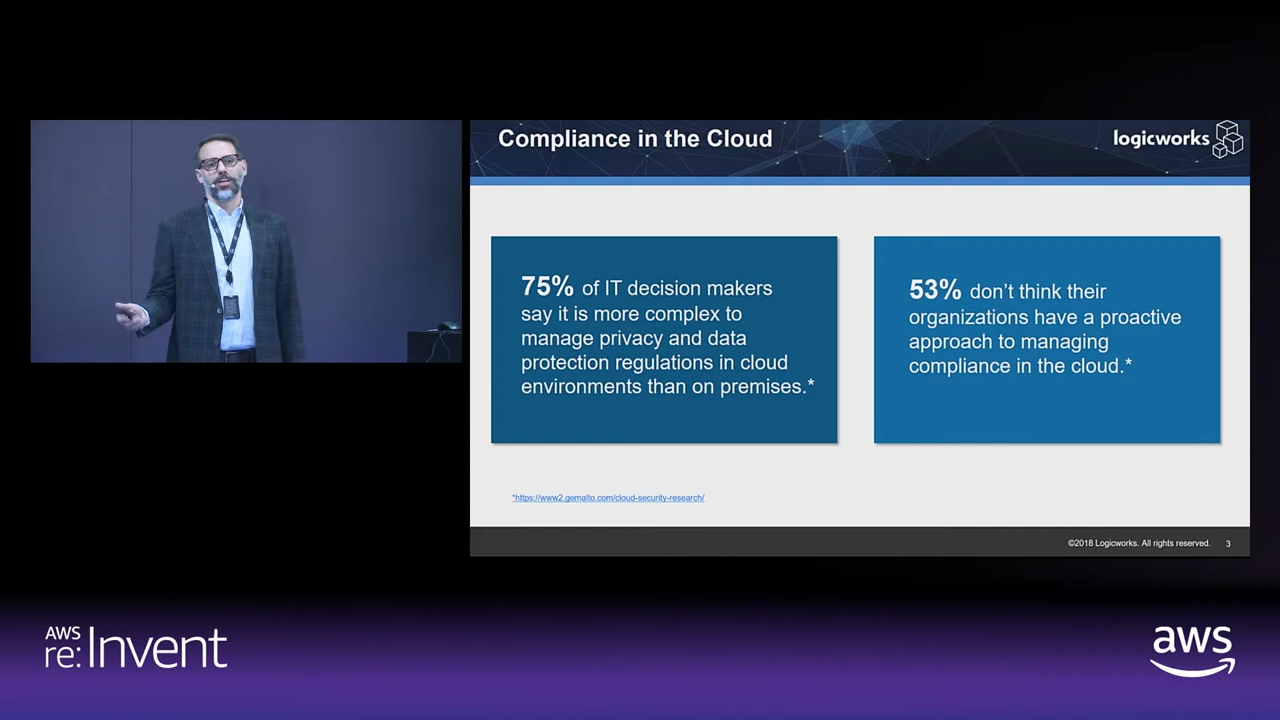 Compliance in the Cloud
logicworks
75% of IT decision makers
say it is more complex to
manage privacy and data
protection regulations in cloud
environments than on premises.*
53% don't think their
organizations have a proactive
approach to managing
compliance in the cloud.*
*https://www2.gemalto.com/cloud-security-research/
©2018 Logicworks. All rights reserved. 3
AWS
re:Invent
aws